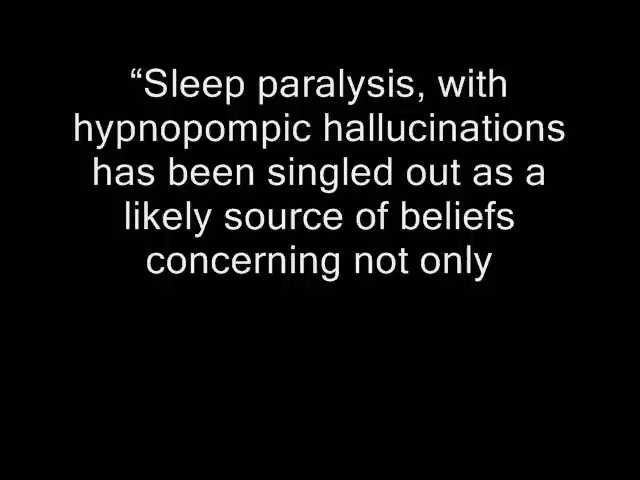 “Sleep paralysis, with
hypnopompic hallucinations
has been singled out as a
likely source of beliefs
concerning not only